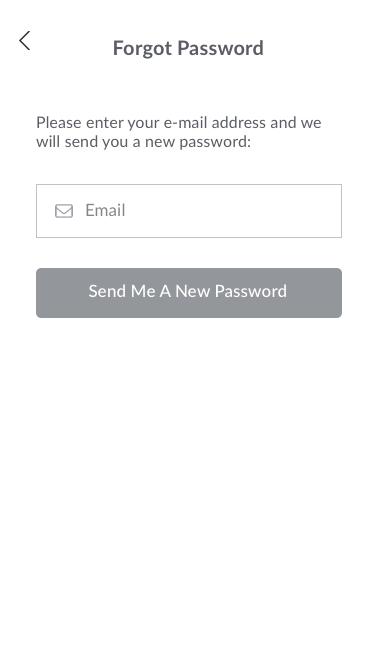 Forgot Password
Please enter your e-mail address and we
will send you a new password:
Email
Send Me A New Password